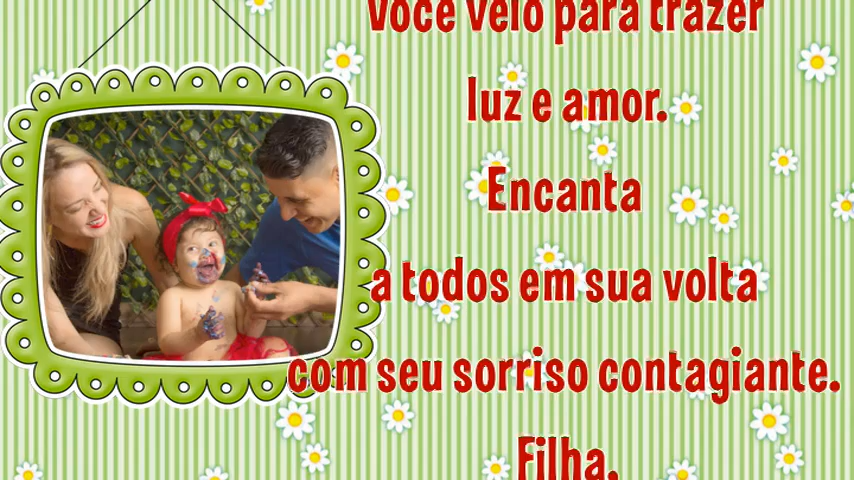 você veio para trazer
luz e amor.
Encanta
a todos em sua volta
com seu sorriso contagiante.
Filha,